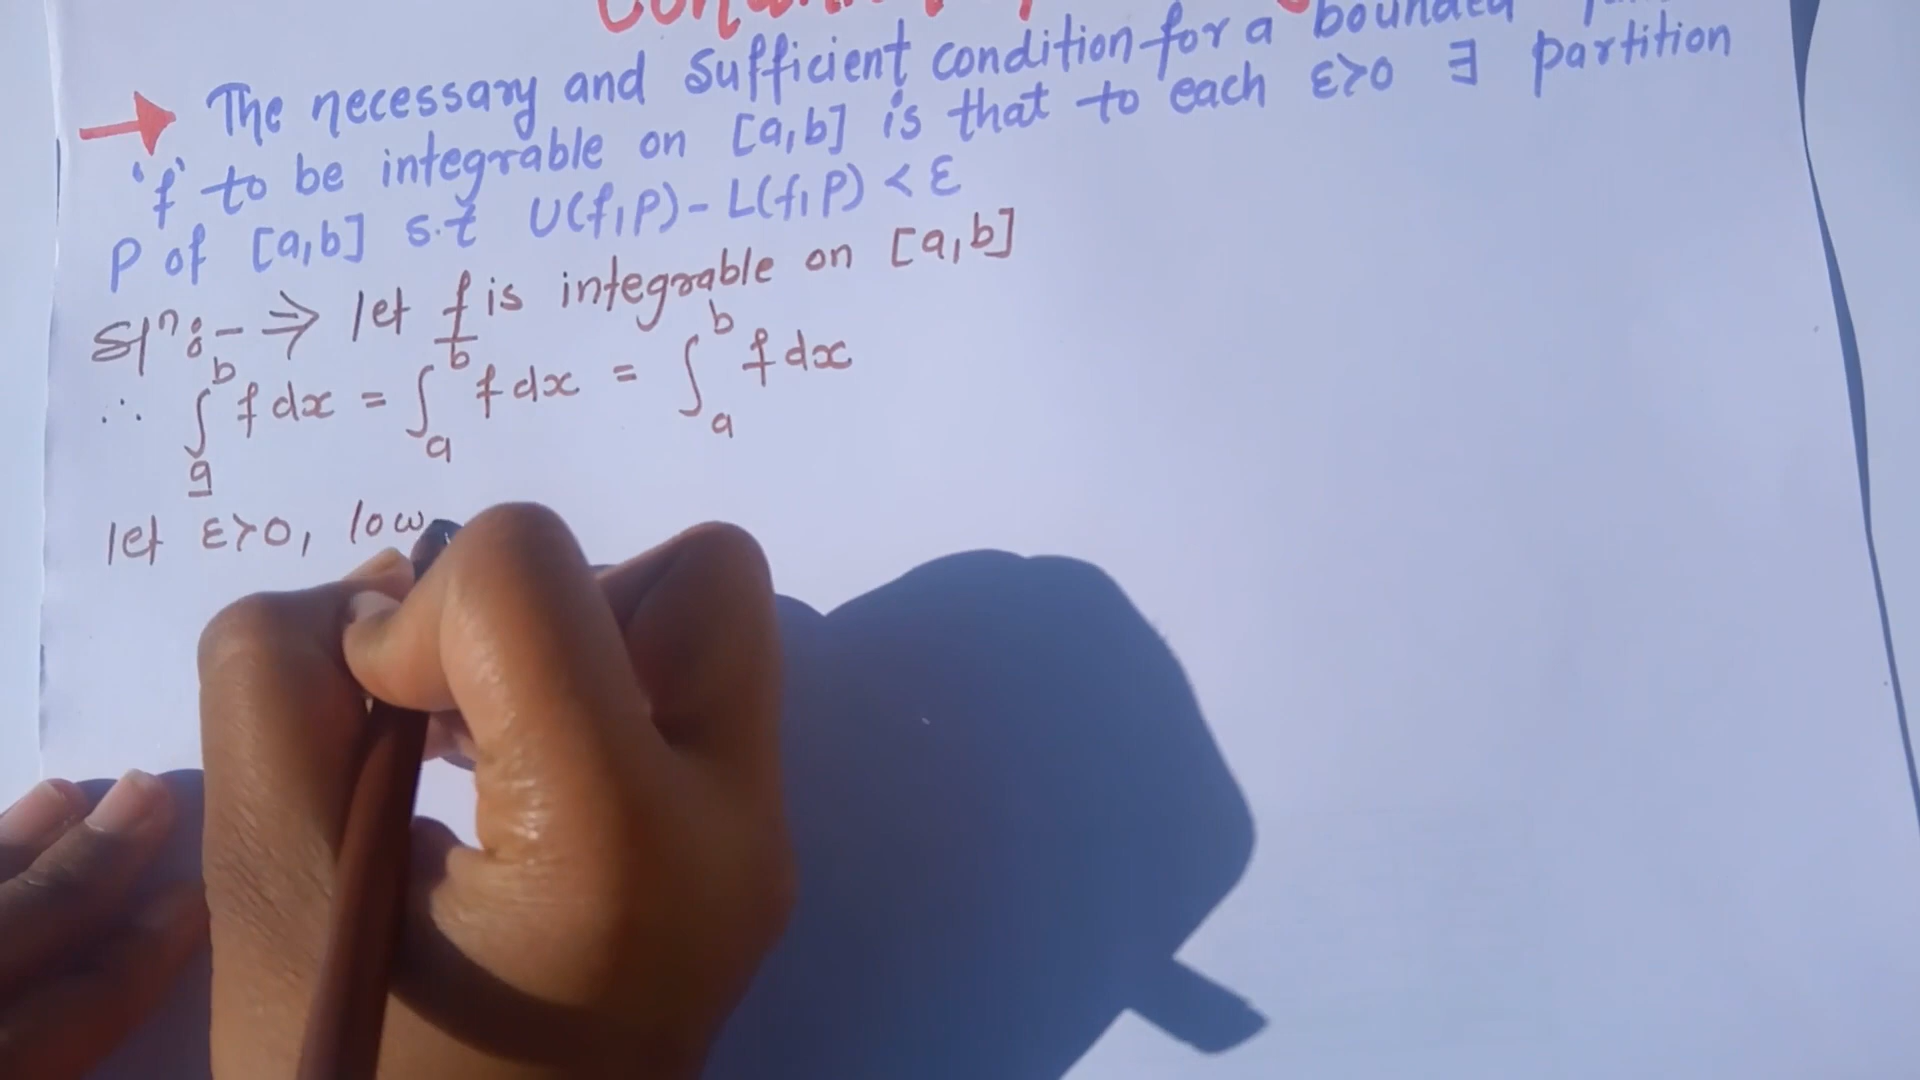 → The necessary and sufficient condition for a bounded
'f' to be integrable on [a,b] is that to each ε>0 ∃ partition
P of [a,b] s.t U(f,P)-L(f,P) < ε
Slⁿ:- ⇒ let f is integrable on [a,b]
∴ ∫_a^b f dx = ∫_a^b f dx = ∫_a^b f dx
let ε>0, low